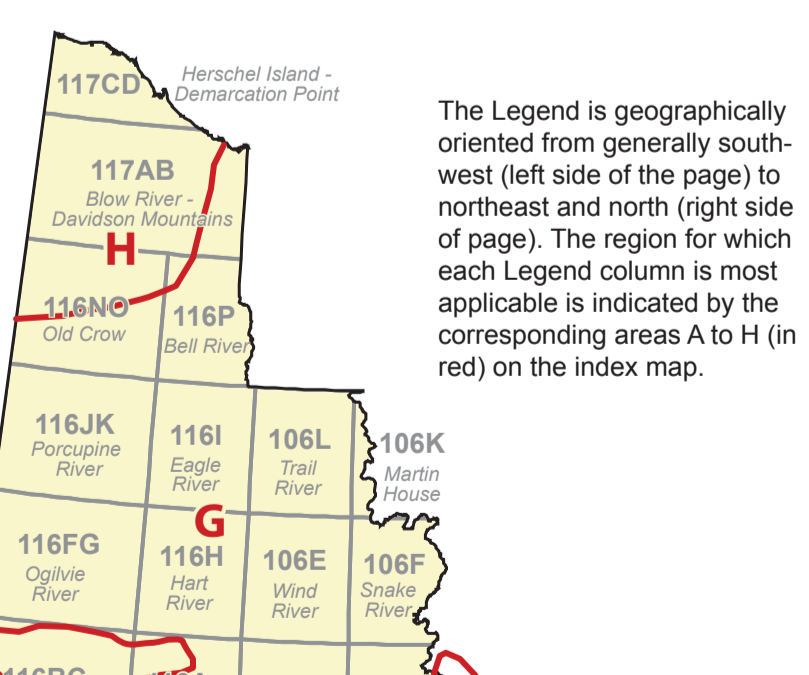 117CD
Herschel Island -
Demarcation Point
117AB
Blow River -
Davidson Mountains
H
116NO
Old Crow
116P
Bell River
The Legend is geographically
oriented from generally south-
west (left side of the page) to
northeast and north (right side
of page). The region for which
each Legend column is most
applicable is indicated by the
corresponding areas A to H (in
red) on the index map.
116JK
Porcupine
River
116I
Eagle
River
106L
Trail
River
106K
Martin
House
G
116FG
Ogilvie
River
116H
Hart
River
106E
Wind
River
106F
Snake
River